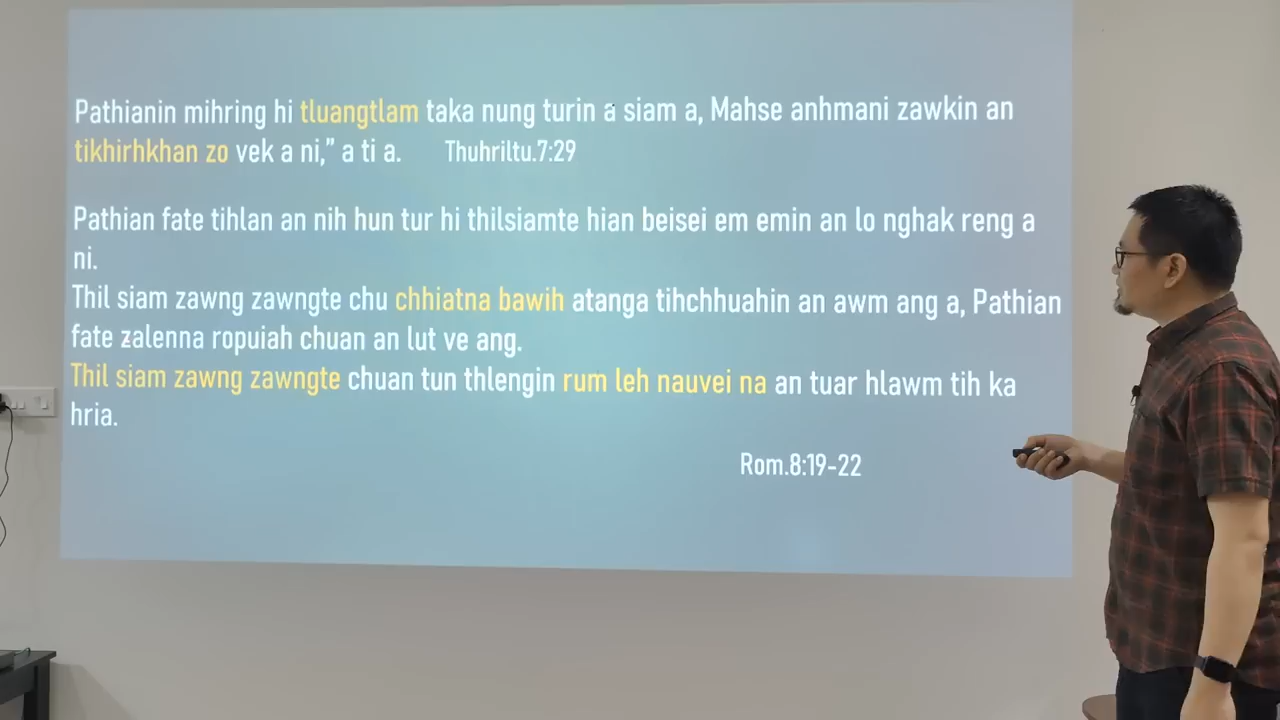 Pathianin mihring hi tluangtlam taka nung turin a siam a, Mahse anhmani zawkin an
tikhirhkhan zo vek a ni,” a ti a. Thuhriltu.7:29
Pathian fate tihlan an nih hun tur hi thilsiamte hian beisei em emin an lo nghak reng a
ni.
Thil siam zawng zawngte chu chhiatna bawih atanga tihchhuahin an awm ang a, Pathian
fate zalenna ropuiah chuan an lut ve ang.
Thil siam zawng zawngte chuan tun thlengin rum leh nauvei na an tuar hlawm tih ka
hria.
Rom.8:19-22